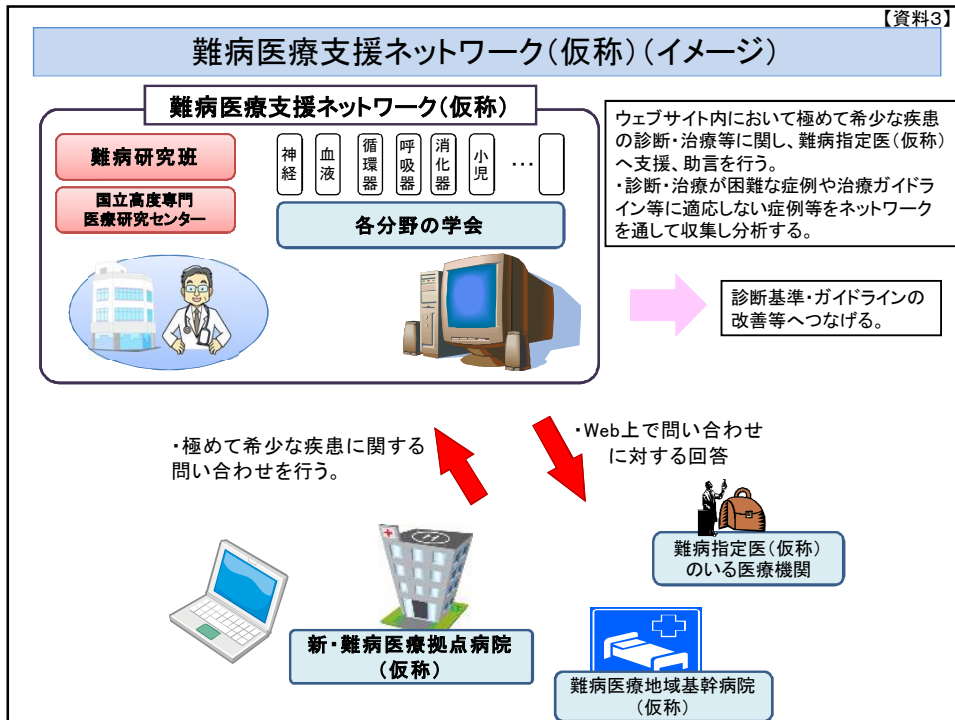 【資料3】
難病医療支援ネットワーク(仮称)(イメージ)
難病医療支援ネットワーク(仮称)
難病研究班
国立高度専門
医療研究センター
神経
血液
循環器
呼吸器
消化器
小児
…
各分野の学会
ウェブサイト内において極めて希少な疾患
の診断・治療等に関し、難病指定医(仮称)
へ支援、助言を行う。
・診断・治療が困難な症例や治療ガイドラ
イン等に適応しない症例等をネットワーク
を通して収集し分析する。
診断基準・ガイドラインの
改善等へつなげる。
・極めて希少な疾患に関する
問い合わせを行う。
・Web上で問い合わせ
に対する回答
難病指定医(仮称)
のいる医療機関
H
新・難病医療拠点病院
(仮称)
難病医療地域基幹病院
(仮称)